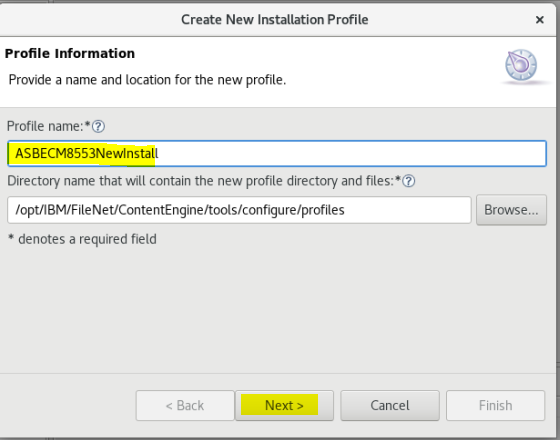 Create New Installation Profile
Profile Information
Provide a name and location for the new profile.
Profile name:*
ASBECM8553NewInstall
Directory name that will contain the new profile directory and files:*
/opt/IBM/FileNet/ContentEngine/tools/configure/profiles
Browse...
* denotes a required field
< Back Next > Cancel Finish